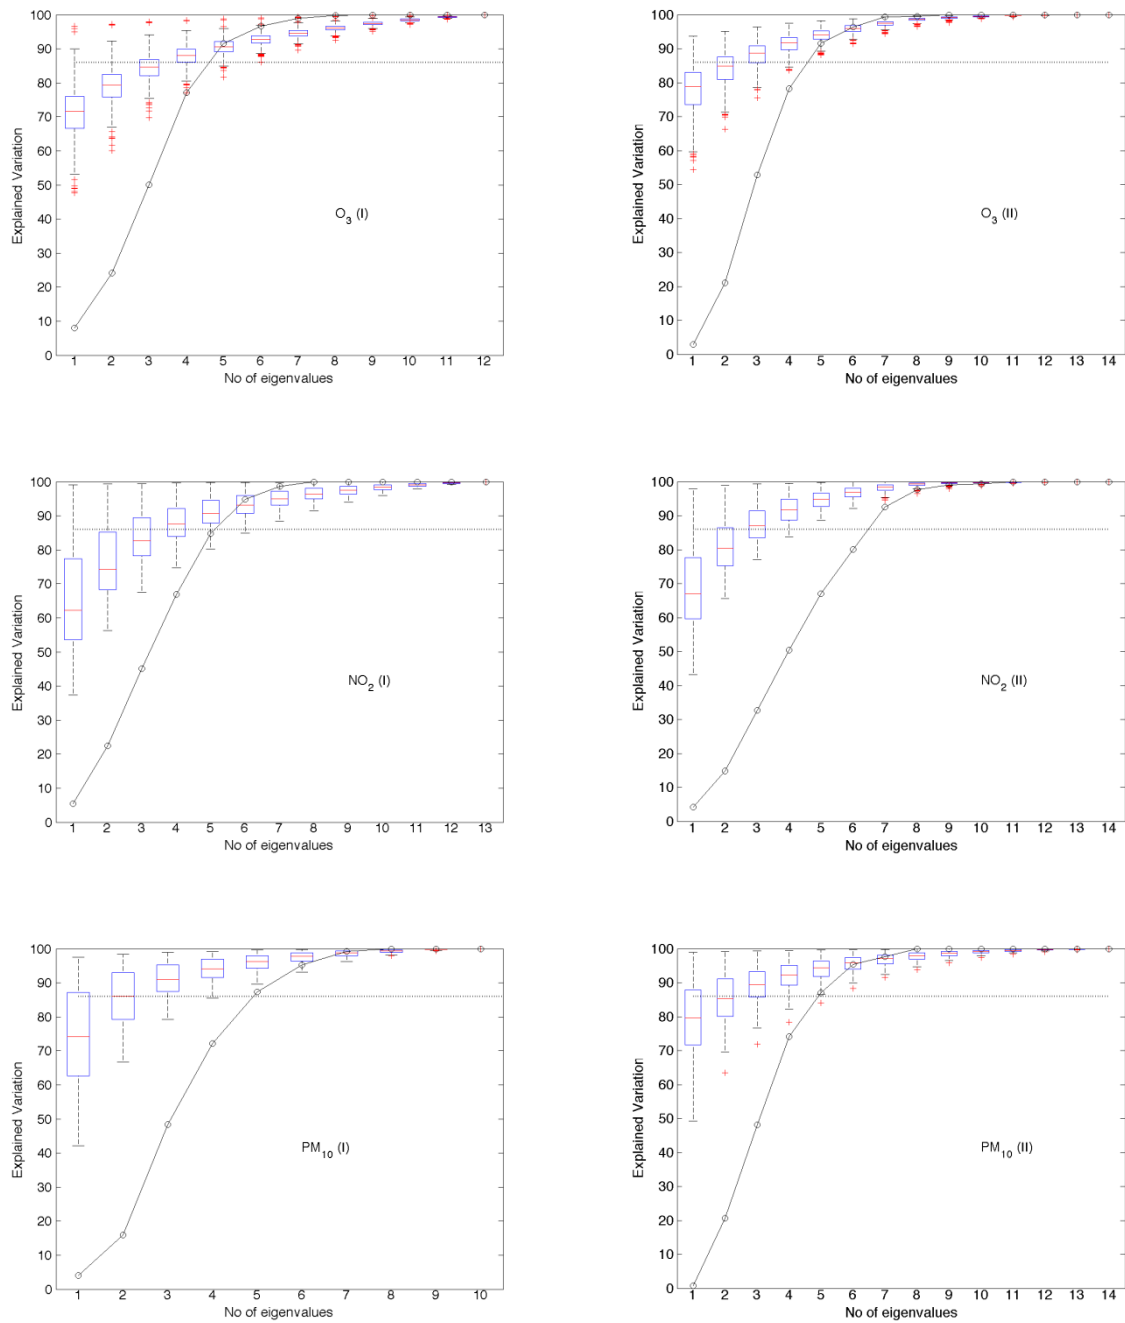 100
90
80
70
60
50
40
30
20
10
0
Explained Variation
O3 (I)
1 2 3 4 5 6 7 8 9 10 11 12
No of eigenvalues
100
90
80
70
60
50
40
30
20
10
0
Explained Variation
O3 (II)
1 2 3 4 5 6 7 8 9 10 11 12 13 14
No of eigenvalues
100
90
80
70
60
50
40
30
20
10
0
Explained Variation
NO2 (I)
1 2 3 4 5 6 7 8 9 10 11 12 13
No of eigenvalues
100
90
80
70
60
50
40
30
20
10
0
Explained Variation
NO2 (II)
1 2 3 4 5 6 7 8 9 10 11 12 13 14
No of eigenvalues
100
90
80
70
60
50
40
30
20
10
0
Explained Variation
PM10 (I)
1 2 3 4 5 6 7 8 9 10
No of eigenvalues
100
90
80
70
60
50
40
30
20
10
0
Explained Variation
PM10 (II)
1 2 3 4 5 6 7 8 9 10 11 12 13 14
No of eigenvalues